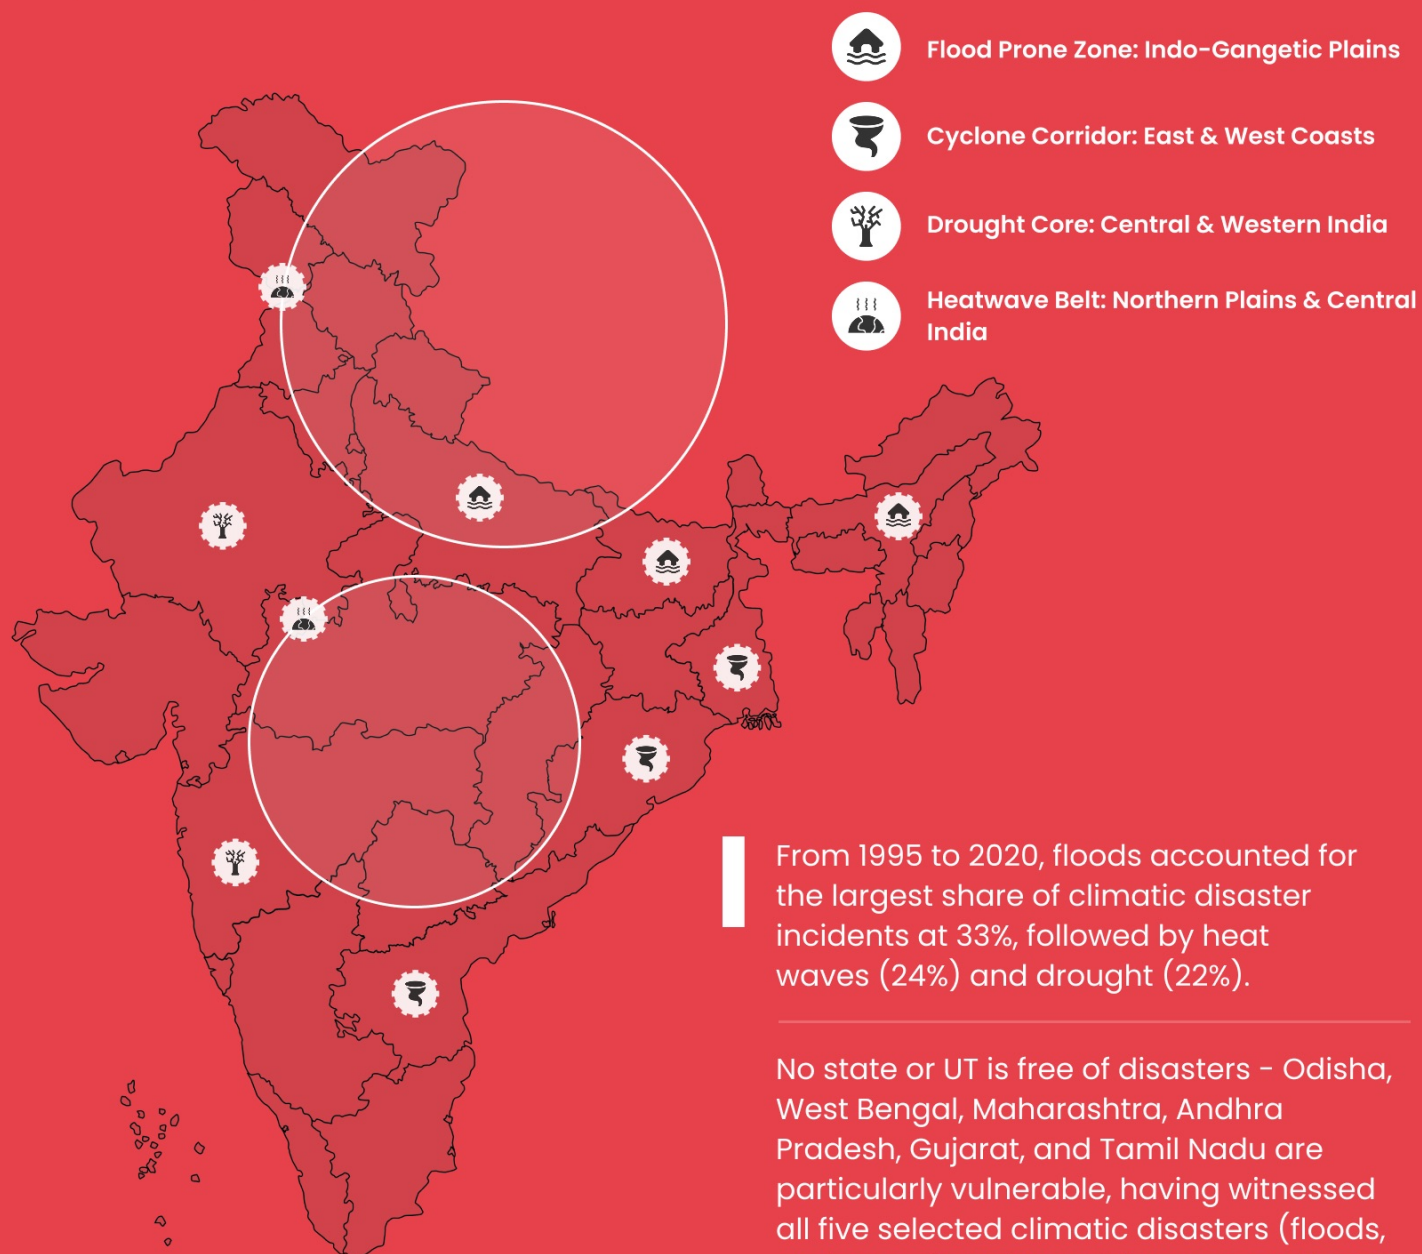 Flood Prone Zone: Indo-Gangetic Plains
Cyclone Corridor: East & West Coasts
Drought Core: Central & Western India
Heatwave Belt: Northern Plains & Central
India
From 1995 to 2020, floods accounted for
the largest share of climatic disaster
incidents at 33%, followed by heat
waves (24%) and drought (22%).
No state or UT is free of disasters - Odisha,
West Bengal, Maharashtra, Andhra
Pradesh, Gujarat, and Tamil Nadu are
particularly vulnerable, having witnessed
all five selected climatic disasters (floods,